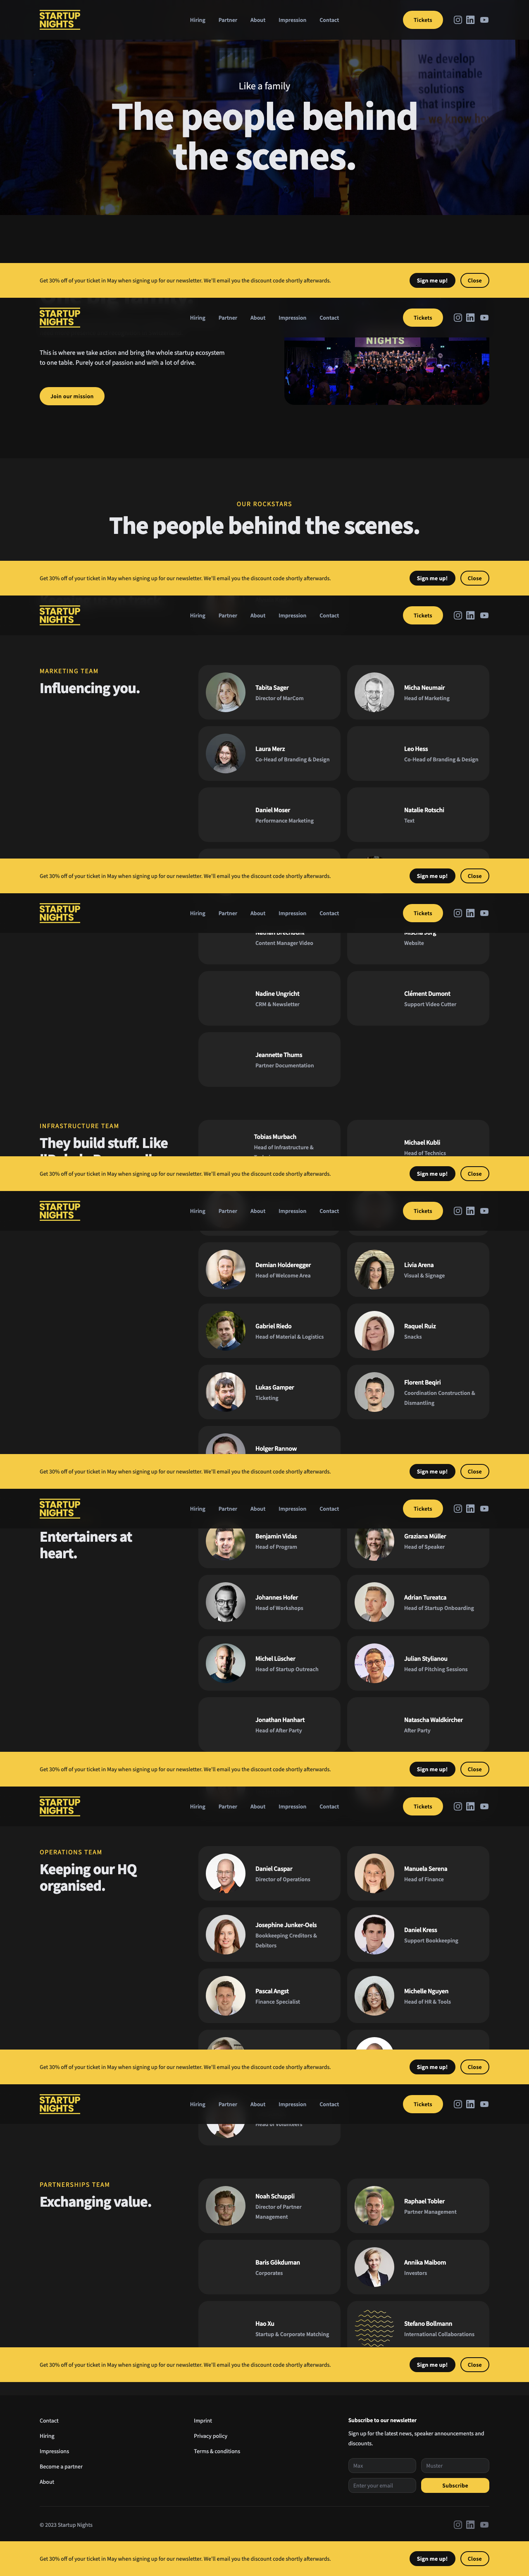 STARTUP
NIGHTS
Hiring Partner About Impression Contact
Tickets
We develop
manageable
solutions
that inspire
Like a family
The people behind
the scenes.
Get 30% off of your ticket in May when signing up for our newsletter. We'll email you the discount code shortly afterwards.
Sign me up! Close
STARTUP
NIGHTS
Hiring Partner About Impression Contact
Tickets
NIGHTS
This is where we take action and bring the whole startup ecosystem
to one table. Purely out of passion and with a lot of drive.
Join our mission
OUR ROCKSTARS
The people behind the scenes.
Get 30% off of your ticket in May when signing up for our newsletter. We'll email you the discount code shortly afterwards.
Sign me up! Close
STARTUP
NIGHTS
Hiring Partner About Impression Contact
Tickets
MARKETING TEAM
Influencing you.
Tabita Sager
Director of MarCom
Micha Neumair
Head of Marketing
Laura Merz
Co-Head of Branding & Design
Leo Hess
Co-Head of Branding & Design
Daniel Moser
Performance Marketing
Natalie Rotschi
Text
Get 30% off of your ticket in May when signing up for our newsletter. We'll email you the discount code shortly afterwards.
Sign me up! Close
STARTUP
NIGHTS
Hiring Partner About Impression Contact
Tickets
Content Manager Video
Website
Nadine Ungricht
CRM & Newsletter
Clément Dumont
Support Video Cutter
Jeannette Thums
Partner Documentation
INFRASTRUCTURE TEAM
They build stuff. Like
Tobias Murbach
Head of Infrastructure &
Michael Kubli
Head of Technics
Get 30% off of your ticket in May when signing up for our newsletter. We'll email you the discount code shortly afterwards.
Sign me up! Close
STARTUP
NIGHTS
Hiring Partner About Impression Contact
Tickets
Demian Holderegger
Head of Welcome Area
Livia Arena
Visual & Signage
Gabriel Riedo
Head of Material & Logistics
Raquel Ruiz
Snacks
Lukas Gamper
Ticketing
Florent Beqiri
Coordination Construction &
Dismantling
Holger Rannow
Get 30% off of your ticket in May when signing up for our newsletter. We'll email you the discount code shortly afterwards.
Sign me up! Close
STARTUP
NIGHTS
Hiring Partner About Impression Contact
Tickets
Entertainers at
heart.
Benjamin Vidas
Head of Program
Graziana Müller
Head of Speaker
Johannes Hofer
Head of Workshops
Adrian Tureatca
Head of Startup Onboarding
Michel Lüscher
Head of Startup Outreach
Julian Stylianou
Head of Pitching Sessions
Jonathan Hanhart
Head of After Party
Natascha Waldkircher
After Party
Get 30% off of your ticket in May when signing up for our newsletter. We'll email you the discount code shortly afterwards.
Sign me up! Close
STARTUP
NIGHTS
Hiring Partner About Impression Contact
Tickets
OPERATIONS TEAM
Keeping our HQ
organised.
Daniel Caspar
Director of Operations
Manuela Serena
Head of Finance
Josephine Junker-Oels
Bookkeeping Creditors &
Debitors
Daniel Kress
Support Bookkeeping
Pascal Angst
Finance Specialist
Michelle Nguyen
Head of HR & Tools
Get 30% off of your ticket in May when signing up for our newsletter. We'll email you the discount code shortly afterwards.
Sign me up! Close
STARTUP
NIGHTS
Hiring Partner About Impression Contact
Tickets
Head of Volunteers
PARTNERSHIPS TEAM
Exchanging value.
Noah Schuppli
Director of Partner
Management
Raphael Tobler
Partner Management
Baris Gökduman
Corporates
Annika Maibom
Investors
Hao Xu
Startup & Corporate Matching
Stefano Bollmann
International Collaborations
Get 30% off of your ticket in May when signing up for our newsletter. We'll email you the discount code shortly afterwards.
Sign me up! Close
Contact
Hiring
Impressions
Become a partner
About
Imprint
Privacy policy
Terms & conditions
Subscribe to our newsletter
Sign up for the latest news, speaker announcements and
discounts.
Max Muster
Enter your email Subscribe
© 2023 Startup Nights
Get 30% off of your ticket in May when signing up for our newsletter. We'll email you the discount code shortly afterwards.
Sign me up! Close